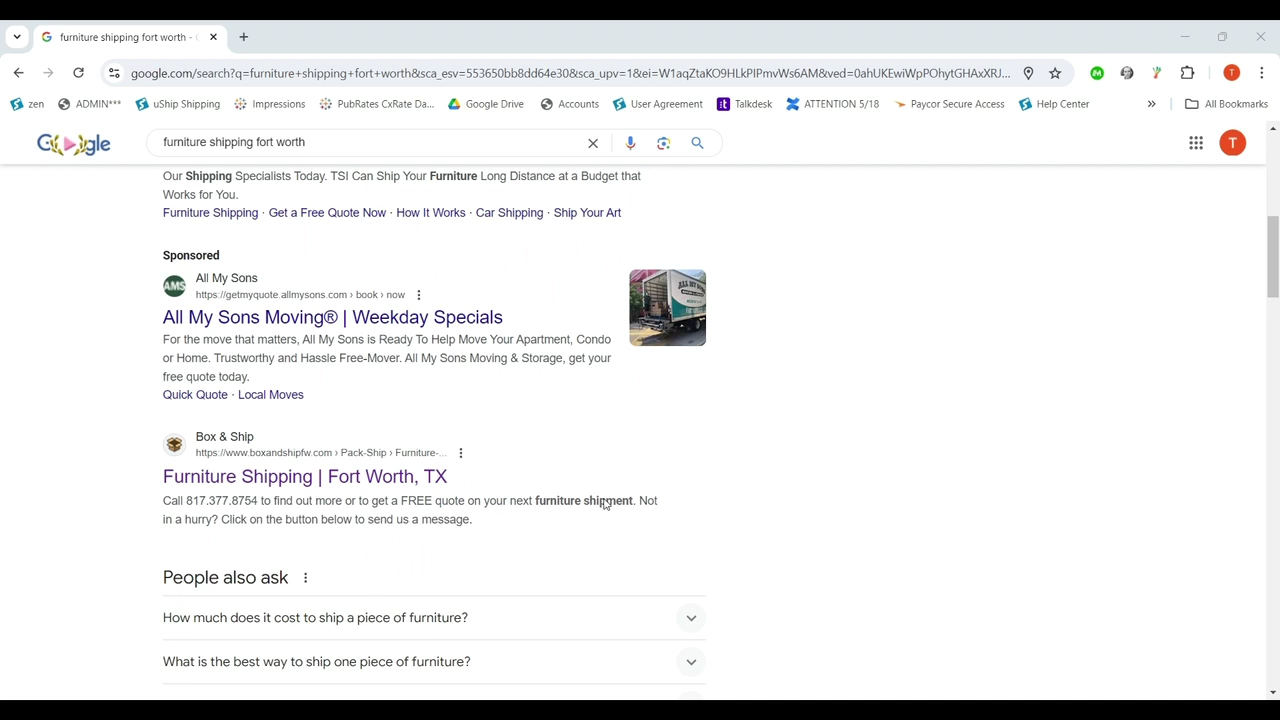 furniture shipping fort worth - G
google.com/search?q=furniture+shipping+fort+worth&sca_esv=553650bb8dd64e30&sca_upv=1&ei=W1aqZtaKO9HLkPIPmvWs6AM&ved=0ahUKEwiWpPOhytGHAxXRJ...
T
zen ADMIN*** uShip Shipping Impressions PubRates CxRate Da... Google Drive Accounts User Agreement Talkdesk ATTENTION 5/18 Paycor Secure Access Help Center » All Bookmarks
Google furniture shipping fort worth T
Our Shipping Specialists Today. TSI Can Ship Your Furniture Long Distance at a Budget that
Works for You.
Furniture Shipping · Get a Free Quote Now · How It Works · Car Shipping · Ship Your Art
Sponsored
AMS All My Sons
https://getmyquote.allmysons.com › book › now
All My Sons Moving® | Weekday Specials
For the move that matters, All My Sons is Ready To Help Move Your Apartment, Condo
or Home. Trustworthy and Hassle Free-Mover. All My Sons Moving & Storage, get your
free quote today.
Quick Quote · Local Moves
ALL MY SONS
Box & Ship
https://www.boxandshipfw.com › Pack-Ship › Furniture-...
Furniture Shipping | Fort Worth, TX
Call 817.377.8754 to find out more or to get a FREE quote on your next furniture shipment. Not
in a hurry? Click on the button below to send us a message.
People also ask
How much does it cost to ship a piece of furniture?
What is the best way to ship one piece of furniture?